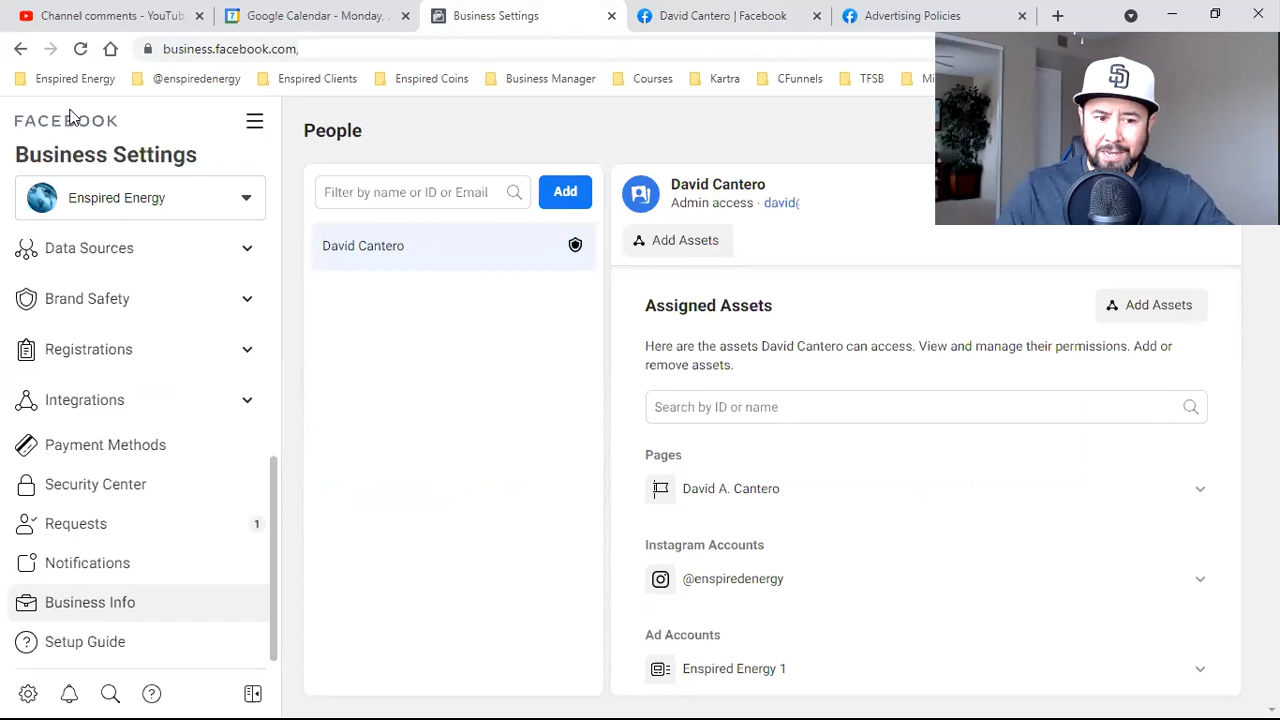 Channel comments - YouTub
Google Calendar - Monday,
Business Settings
David Cantero | Facebook
Advertising Policies
business.facebook.com,
Enspired Energy
@enspiredenergy
Enspired Clients
Enspired Coins
Business Manager
Courses
Kartra
CFunnels
TFSB
Mi
FACEBOOK
Business Settings
Enspired Energy
Data Sources
Brand Safety
Registrations
Integrations
Payment Methods
Security Center
Requests
1
Notifications
Business Info
Setup Guide
People
Filter by name or ID or Email
Add
David Cantero
David Cantero
Admin access · david(
Add Assets
Assigned Assets
Add Assets
Here are the assets David Cantero can access. View and manage their permissions. Add or
remove assets.
Search by ID or name
Pages
David A. Cantero
Instagram Accounts
@enspiredenergy
Ad Accounts
Enspired Energy 1
SD